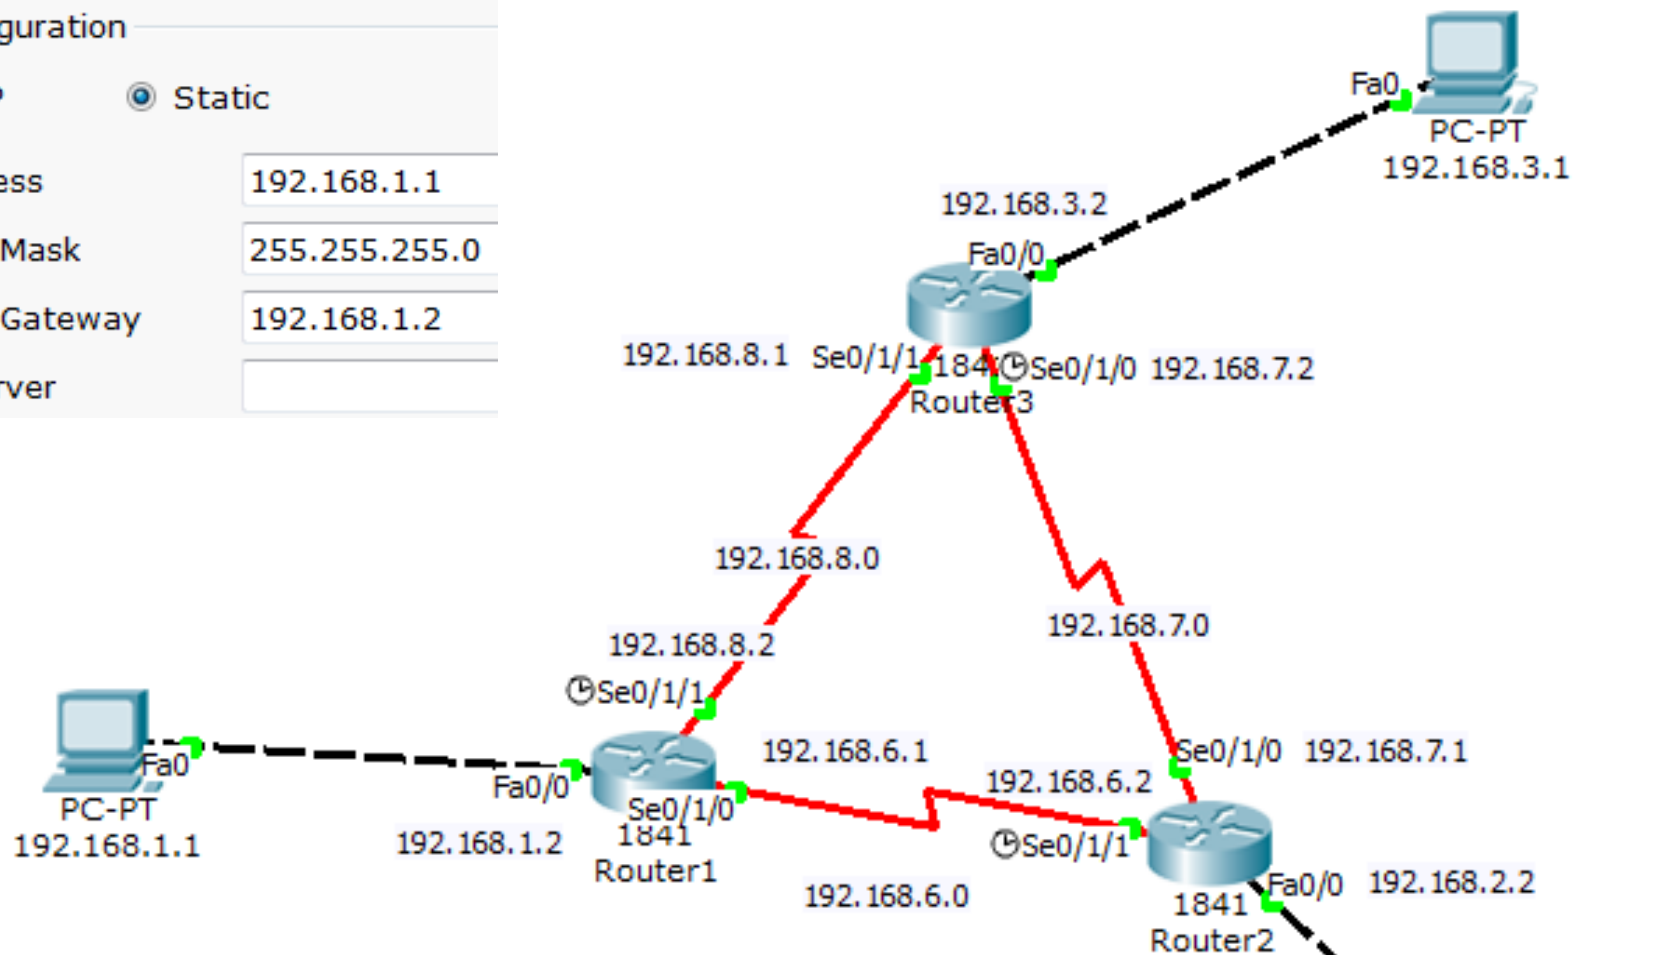 guration
Static
ess
192.168.1.1
Mask
255.255.255.0
Gateway
192.168.1.2
rver
Fa0
PC-PT
192.168.3.1
192.168.3.2
Fa0/0
192.168.8.1
Se0/1/1
184
Se0/1/0
192.168.7.2
Router3
192.168.8.0
192.168.7.0
192.168.8.2
Se0/1/1
Fa0
PC-PT
192.168.1.1
Fa0/0
192.168.1.2
Se0/1/0
1841
Router1
192.168.6.1
192.168.6.2
Se0/1/1
192.168.6.0
Se0/1/0
192.168.7.1
Fa0/0
192.168.2.2
1841
Router2